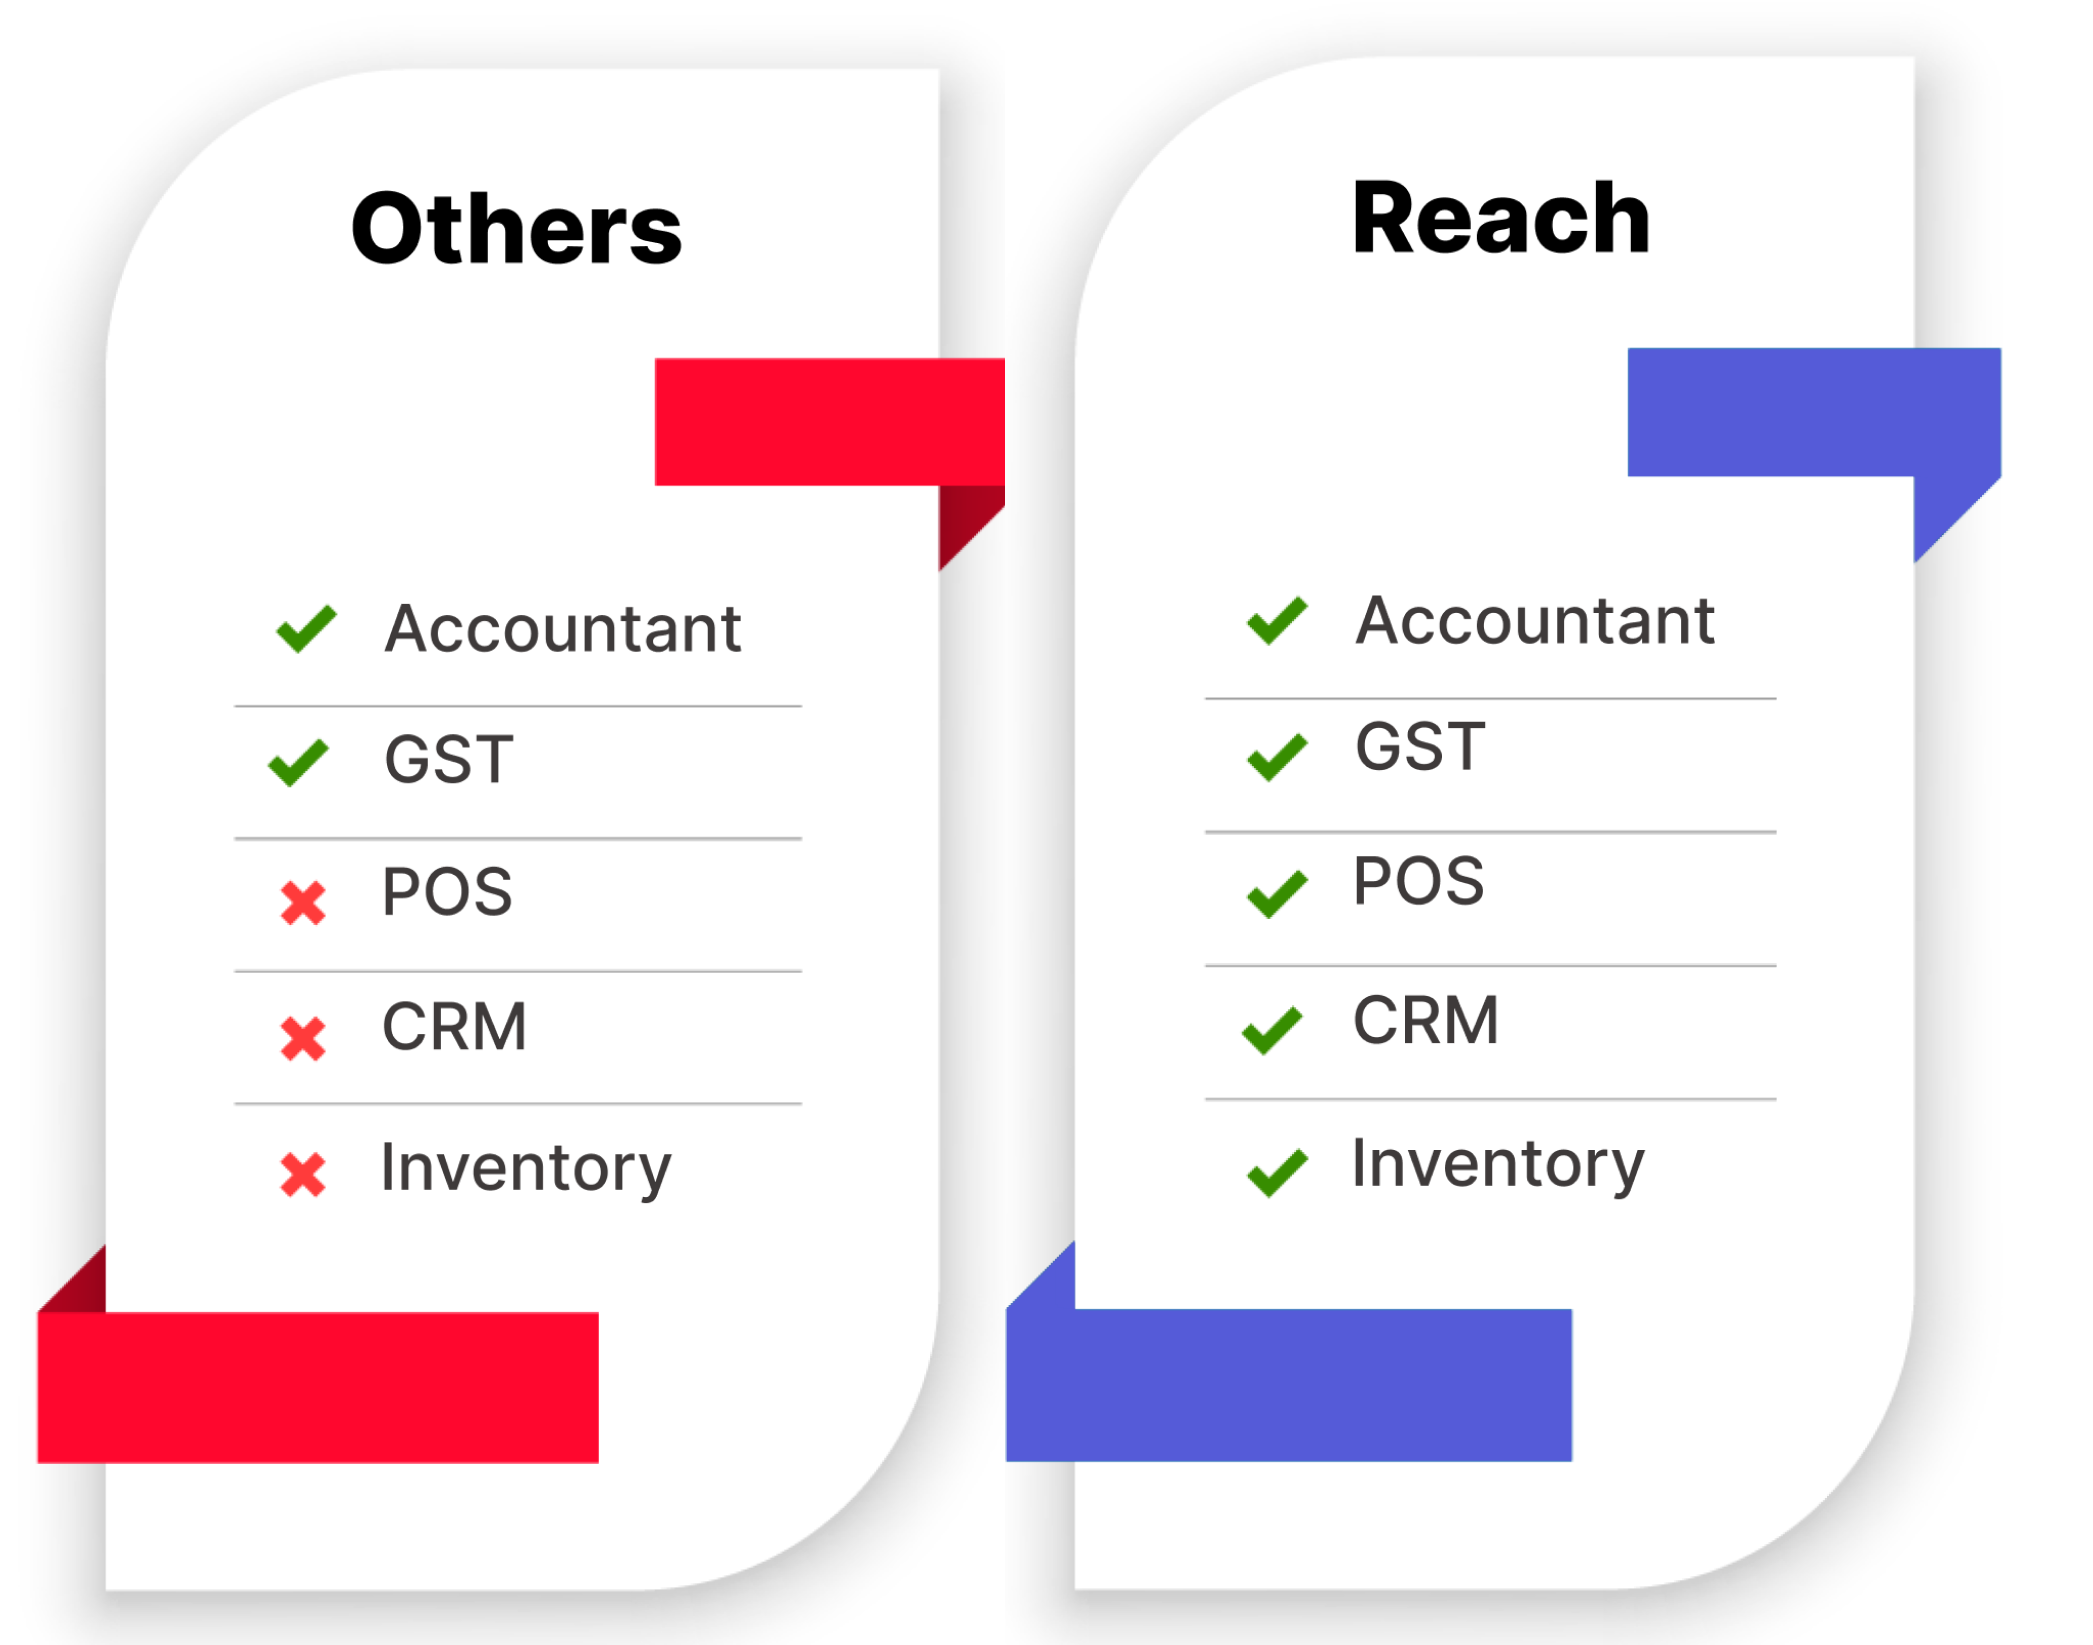 Others
Accountant
GST
POS
CRM
Inventory
Reach
Accountant
GST
POS
CRM
Inventory